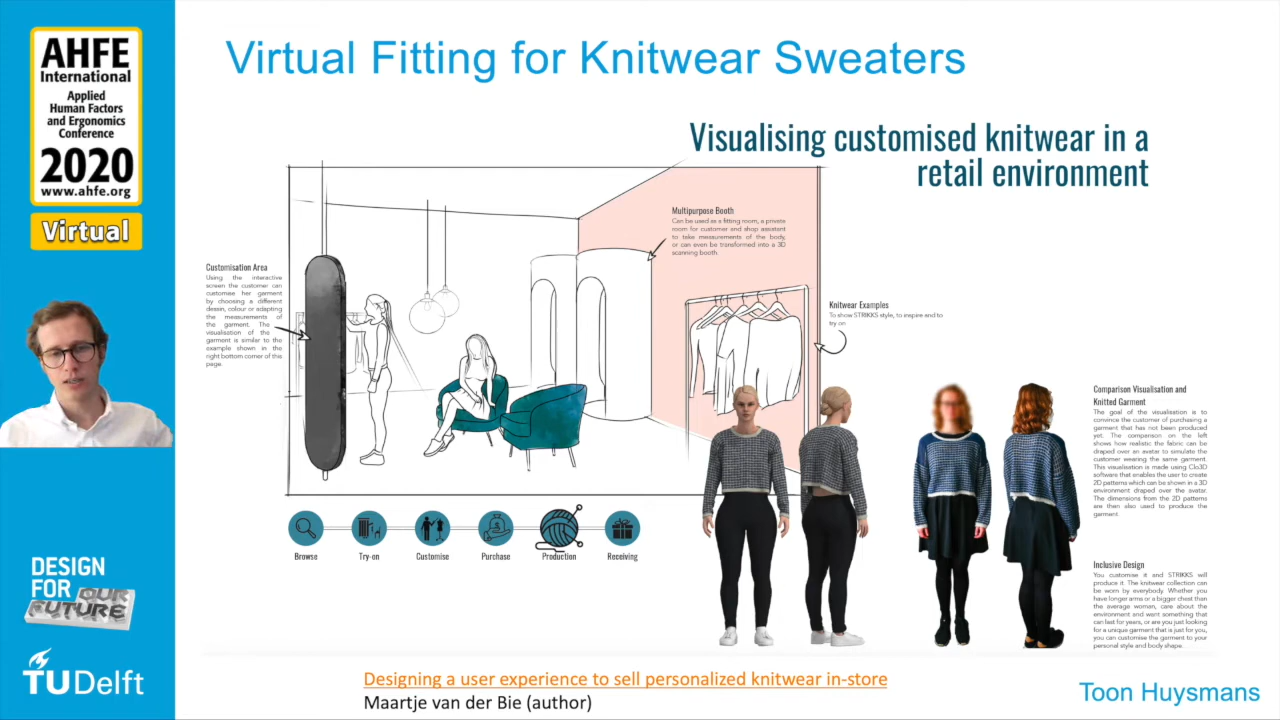 AHFE
International
Applied
Human Factors
and Ergonomics
Conference
2020
www.ahfe.org
Virtual
DESIGN
FOR
OUR
FUTURE
TUDelft
Virtual Fitting for Knitwear Sweaters
Visualising customised knitwear in a
retail environment
Customisation Area
Using the interactive
screen the customer can
customise her garment
by choosing a different
dessin, colour or adapting
the measurements of
the garment. The
visualisation of the
garment is similar to the
example shown in the
right bottom corner of this
page.
Multipurpose Booth
Can be used as a fitting room, a private
room for customer and shop assistant
to take measurements of the body,
or can even be transformed into a 3D
scanning booth.
Knitwear Examples
To show STRIKKS style, to inspire and to
try on
Browse
Try-on
Customise
Purchase
Production
Receiving
Comparison Visualisation and
Knitted Garment
The goal of the visualisation is to
convince the customer of purchasing a
garment that has not been produced
yet. The comparison on the left
shows how realistic the fabric can be
draped over an avatar to simulate the
customer wearing the same garment.
This visualisation is made using Clo3D
software that enables the user to create
2D patterns which can be shown in a 3D
environment draped over the avatar.
The dimensions from the 2D patterns
are then also used to produce the
garment
Inclusive Design
You customise it and STRIKKS will
produce it. The knitwear collection can
be worn by everybody. Whether you
have longer arms or a bigger chest than
the average woman, care about the
environment and want something that
can last for years, or are you just looking
for a unique garment that is just for you,
you can customise the garment to your
personal style and body shape.
Designing a user experience to sell personalized knitwear in-store
Maartje van der Bie (author)
Toon Huysmans